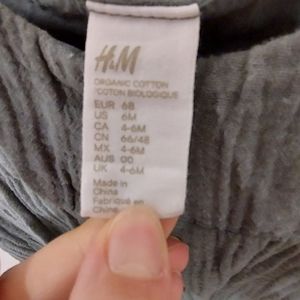 H&M
ORGANIC COTTON
/COTON BIOLOGIQUE
EUR 68
US 6M
CA 4-6M
CN 66/48
MX 4-6M
AUS 00
UK 4-6M
Made in
China
Fabriqué en
China